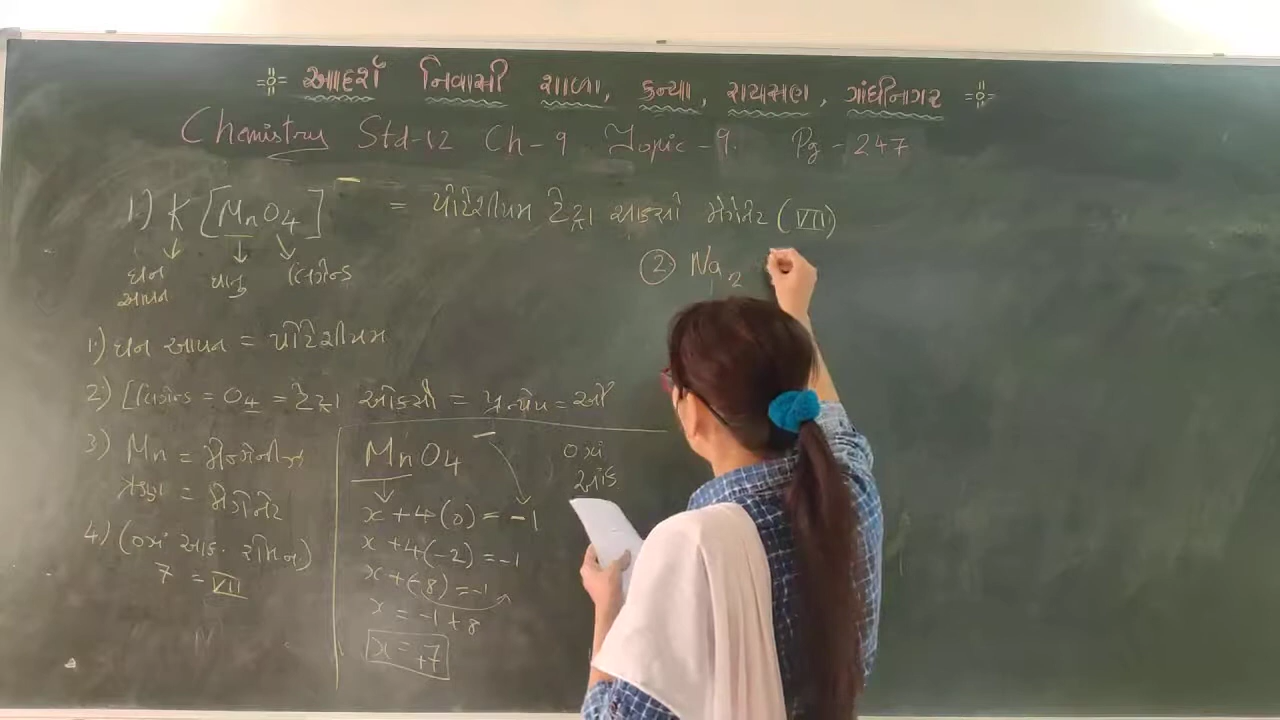 આદર્શ નિવાસી શાળા, કન્યા, રાયસણ, ગાંધીનગર
Chemistry Std-12 Ch-9 Topic-9. Pg-247
1.) K[MnO4] = પોટેશીયમ ટેટ્રા ઓક્સો મેંગેનેટ (VII)
ધન આયન ધાતુ લિગેન્ડ
② Na2
1.) ધન આયન = પોટેશીયમ
2) લિગેન્ડ = O4 = ટેટ્રા ઓક્સો = પ્રત્યય = ઓ
3) Mn = મેંગેનીઝ
= મેંગેનેટ
4) (ધાતુ ઓક. સ્થિતિ)
7 = VII
MnO4 –
x + 4(0) = -1
x + 4(-2) = -1
x + (-8) = -1
x = -1 + 8
x = +7